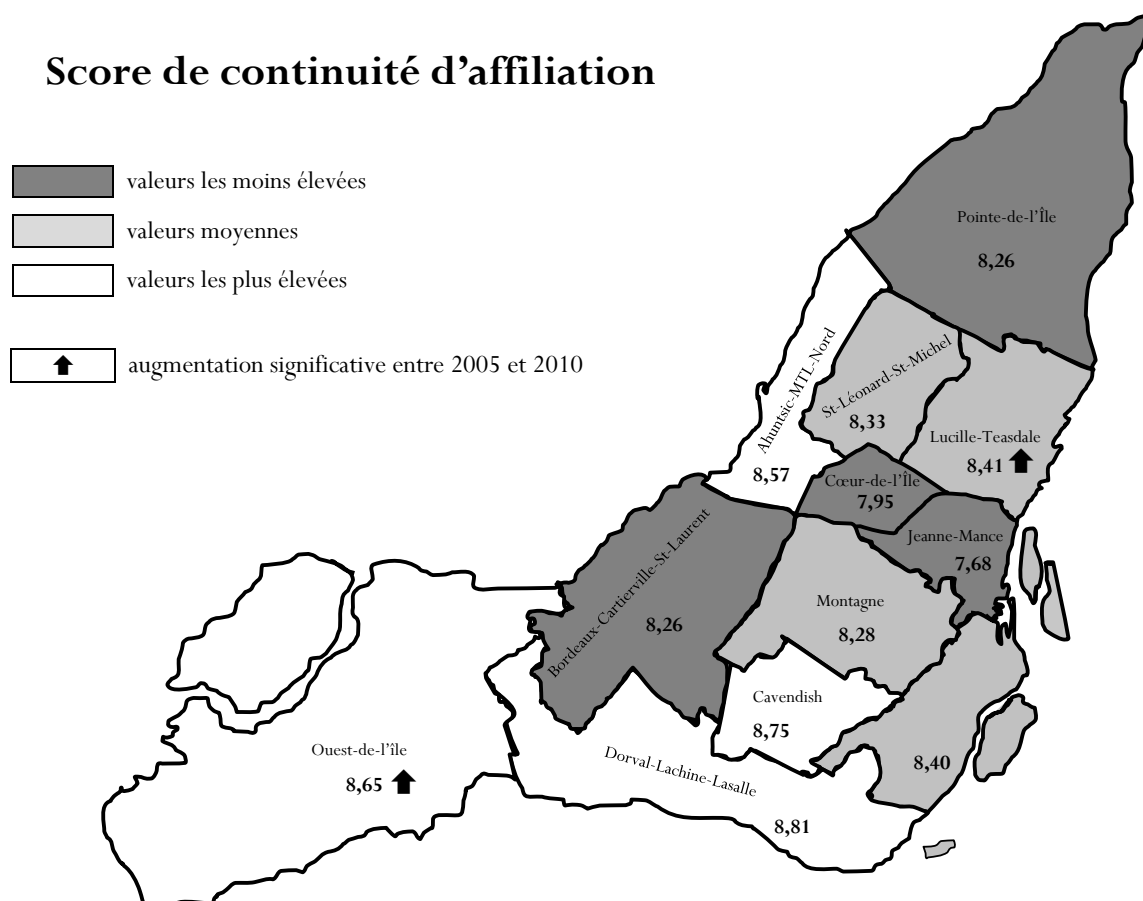 Score de continuité d’affiliation
valeurs les moins élevées
valeurs moyennes
valeurs les plus élevées
augmentation significative entre 2005 et 2010
Pointe-de-l’Île
8,26
Ahuntsic-MTL-Nord
8,57
St-Léonard-St-Michel
8,33
Lucille-Teasdale
8,41
Cœur-de-l’Île
7,95
Jeanne-Mance
7,68
Bordeaux-Cartierville-St-Laurent
8,26
Montagne
8,28
Cavendish
8,75
8,40
Ouest-de-l’île
8,65
Dorval-Lachine-Lasalle
8,81